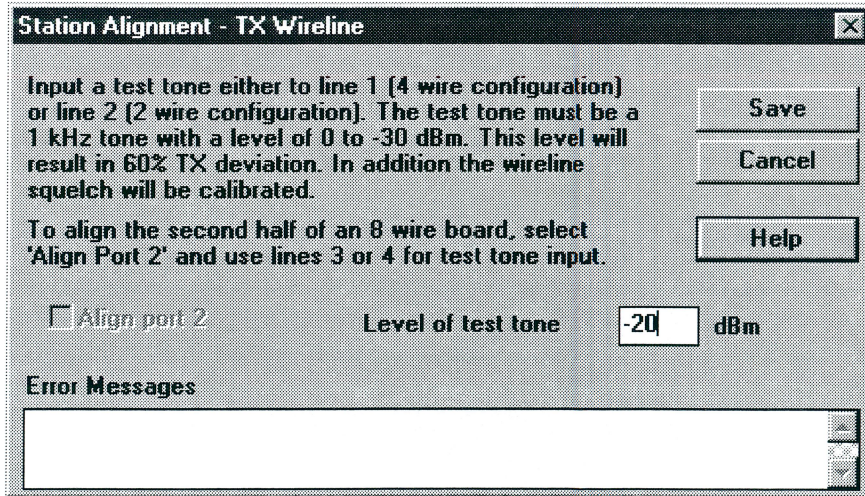 Station Alignment - TX Wireline
Input a test tone either to line 1 (4 wire configuration)
or line 2 (2 wire configuration). The test tone must be a
1 kHz tone with a level of 0 to -30 dBm. This level will
result in 60% TX deviation. In addition the wireline
squelch will be calibrated.
Save
Cancel
To align the second half of an 8 wire board, select
'Align Port 2' and use lines 3 or 4 for test tone input.
Help
Align port 2
Level of test tone
-20
dBm
Error Messages